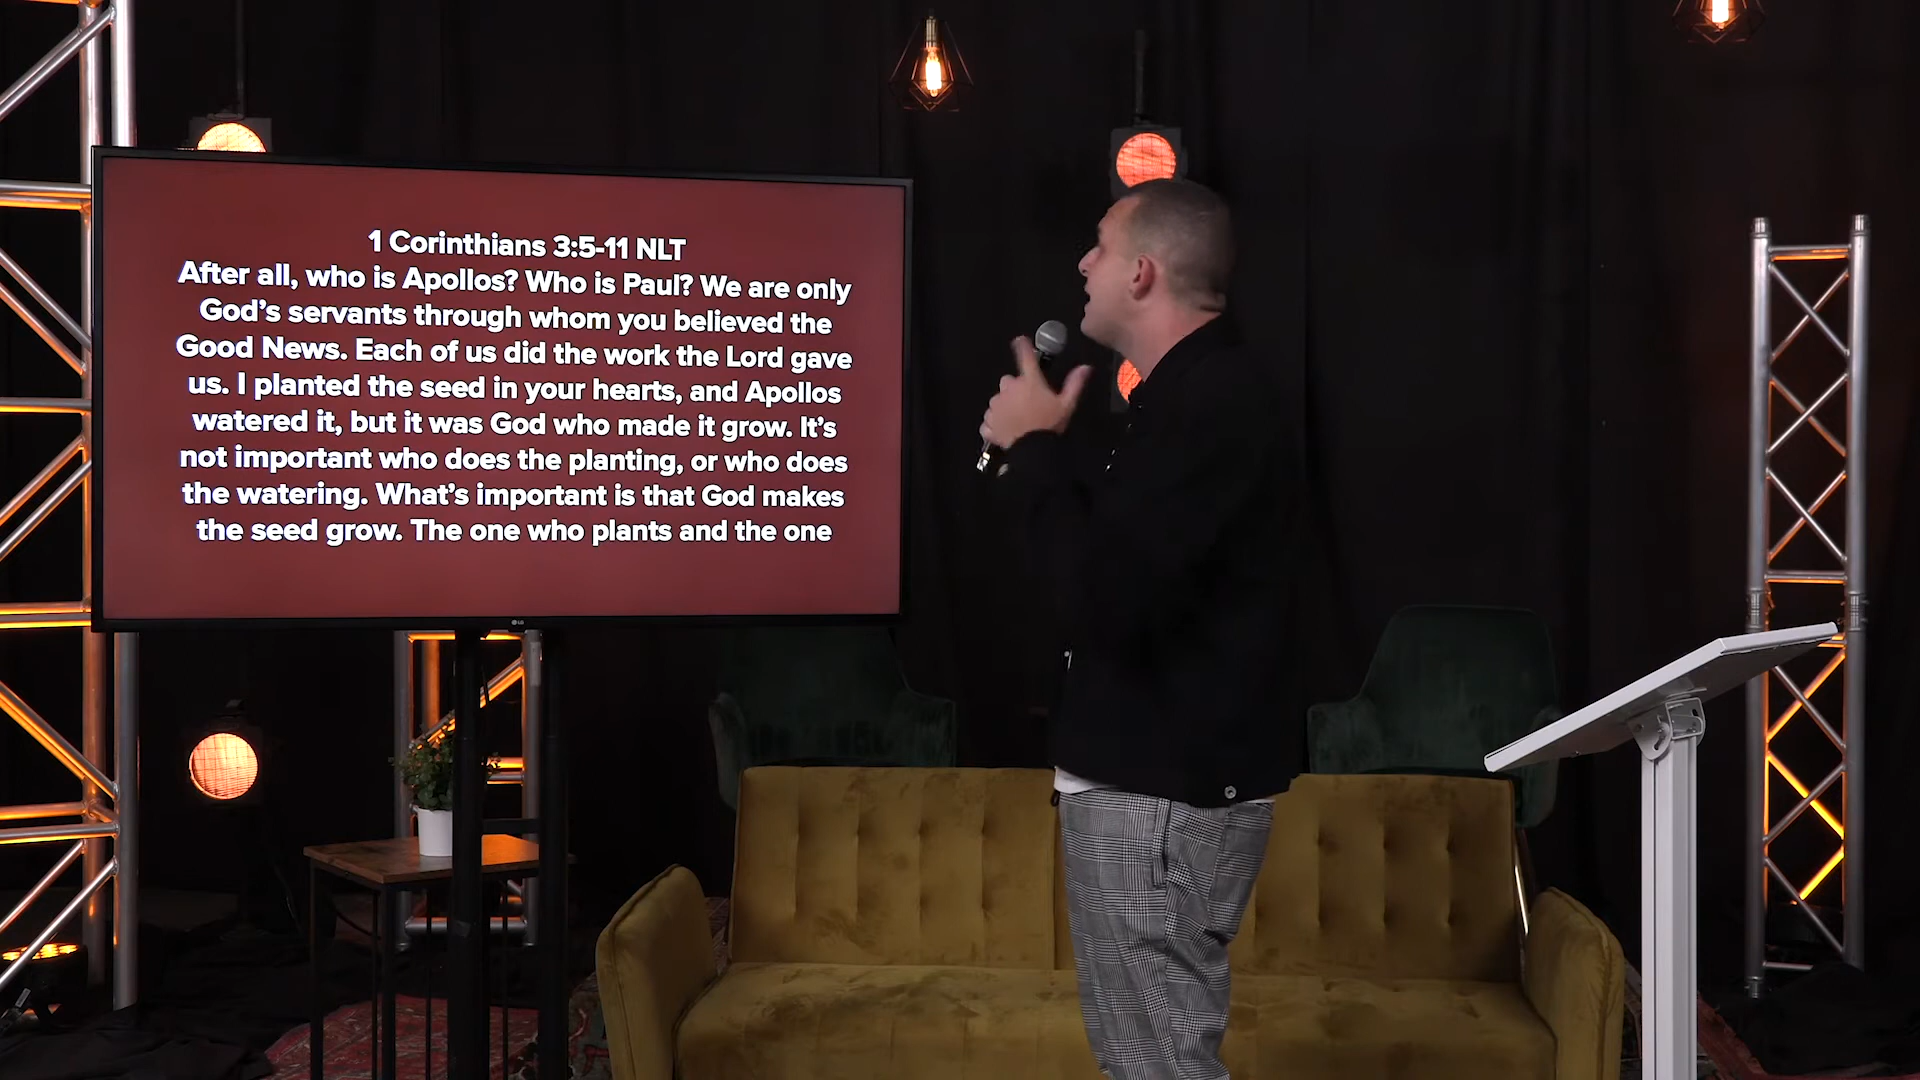 1 Corinthians 3:5-11 NLT
After all, who is Apollos? Who is Paul? We are only
God's servants through whom you believed the
Good News. Each of us did the work the Lord gave
us. I planted the seed in your hearts, and Apollos
watered it, but it was God who made it grow. It's
not important who does the planting, or who does
the watering. What's important is that God makes
the seed grow. The one who plants and the one
LG